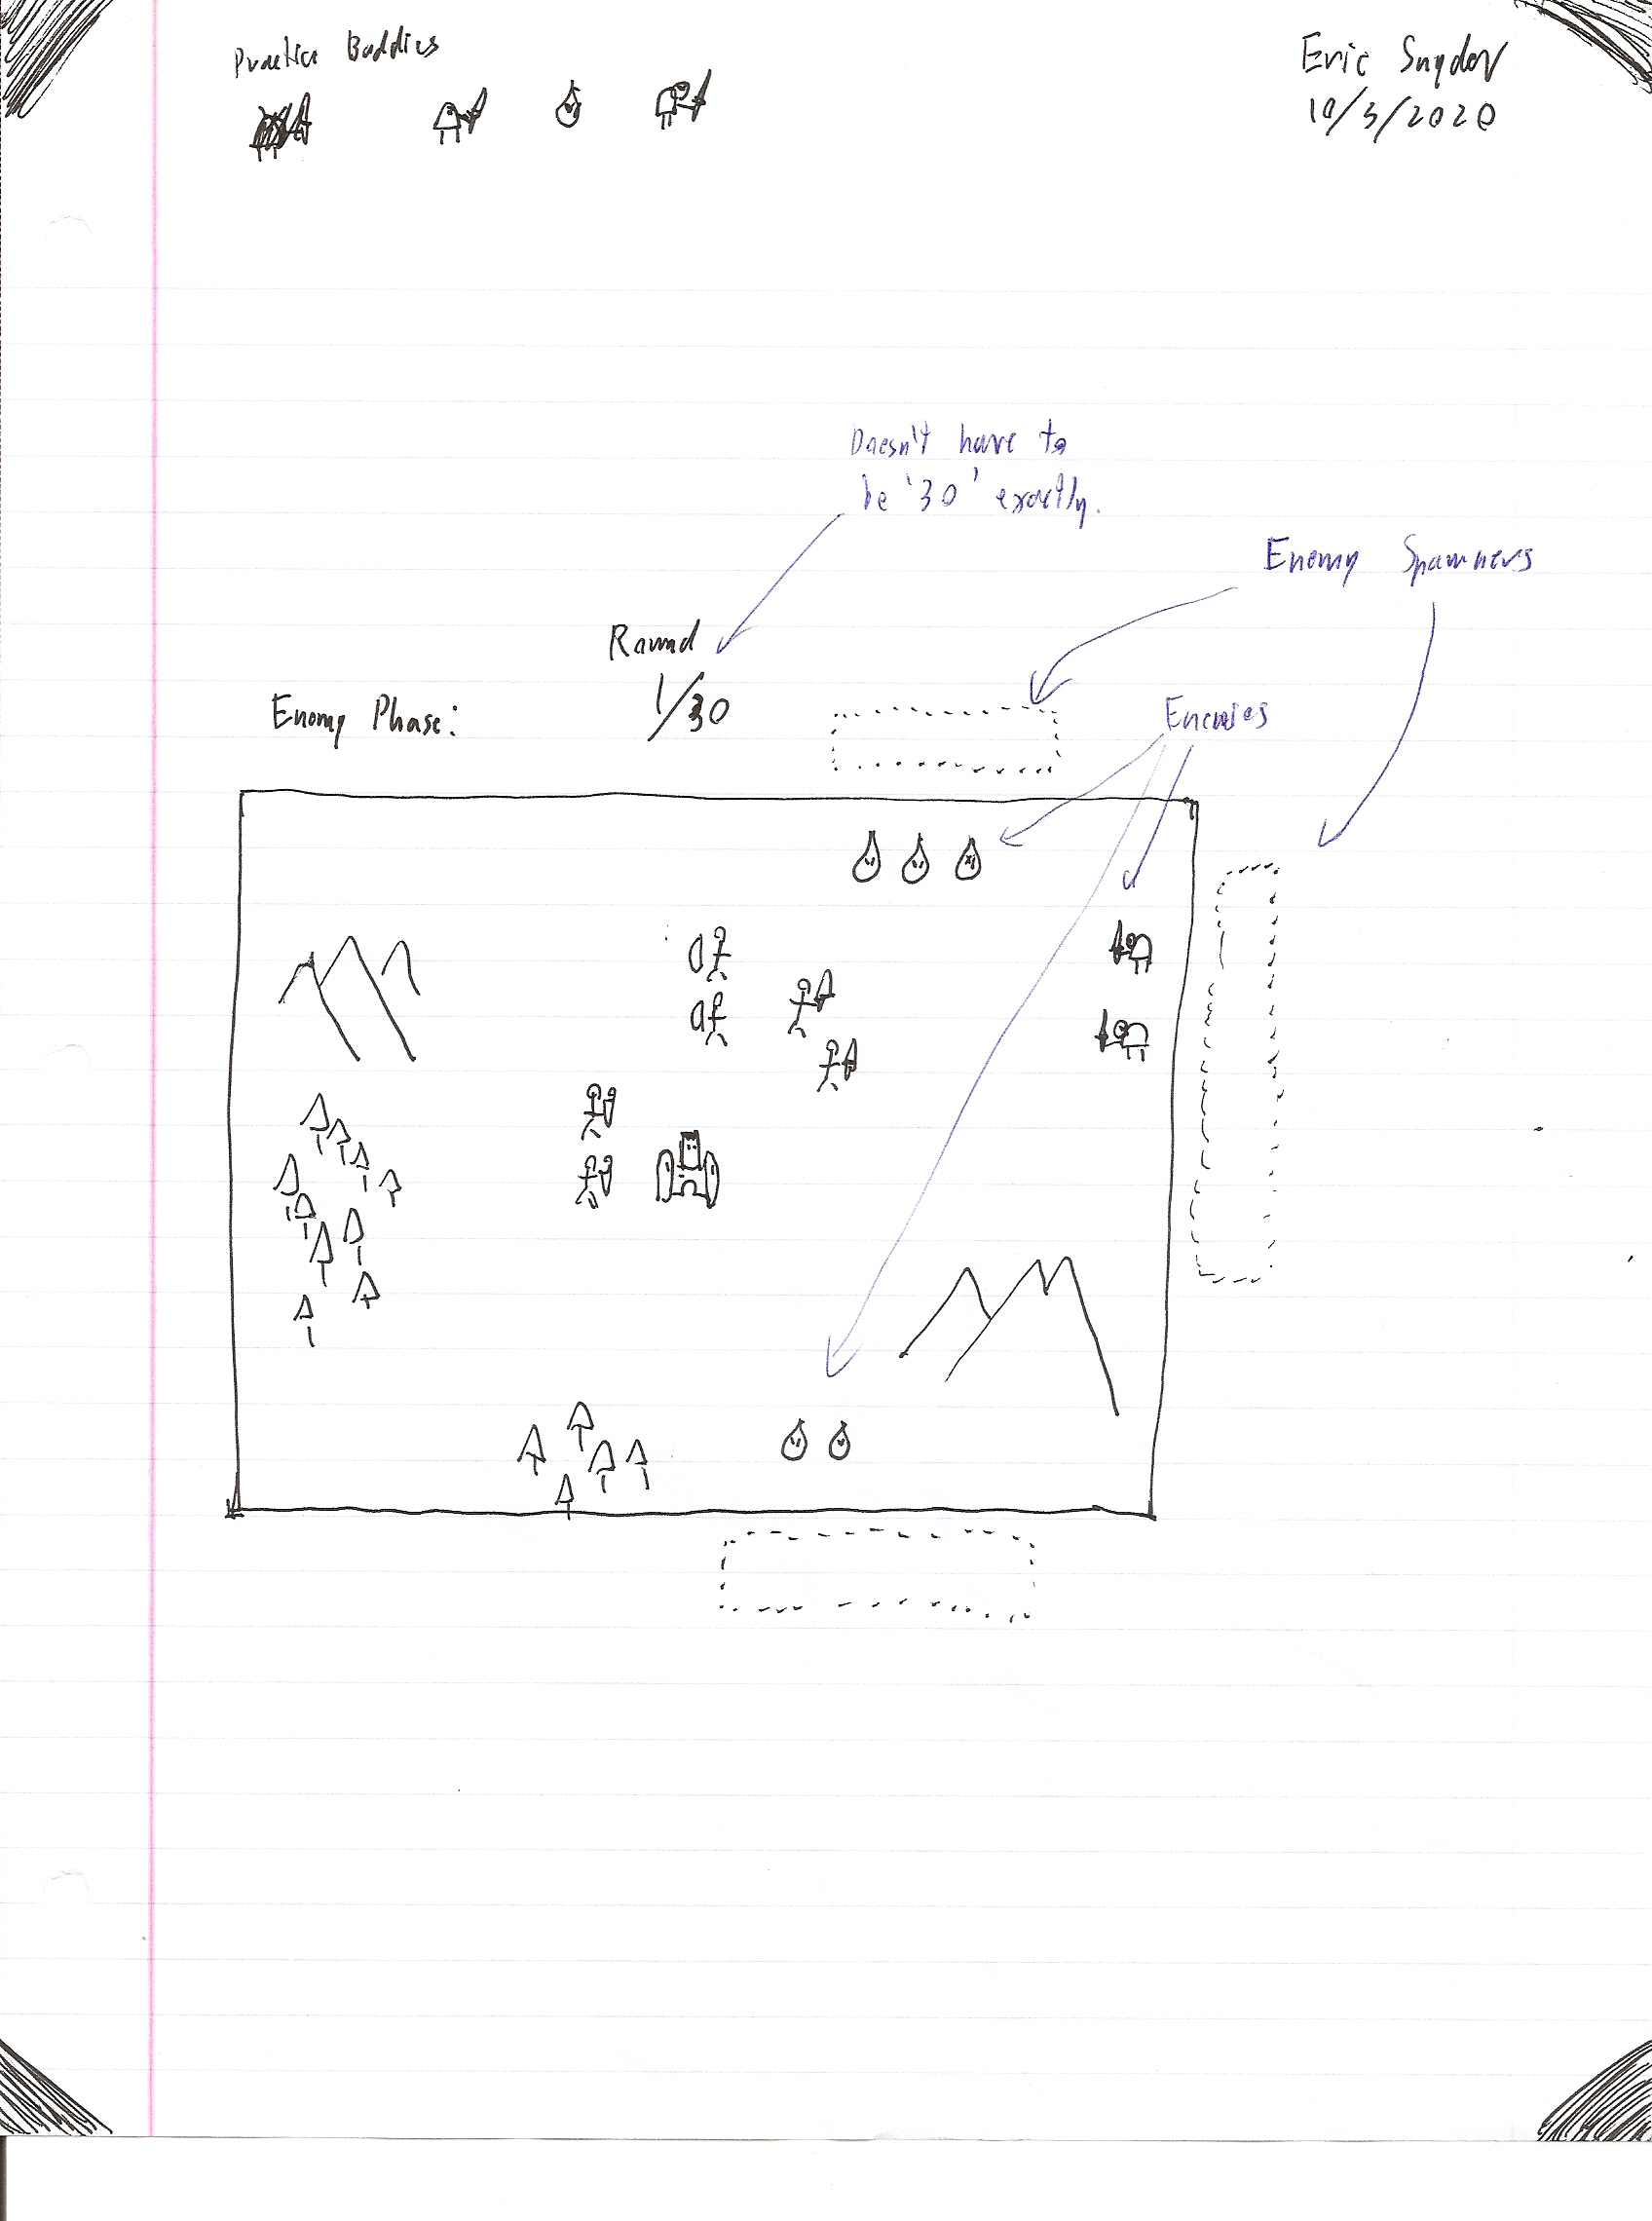 Practice Baddies
Eric Snyder
10/3/2020
Doesn't have to
be '30' exactly.
Enemy Spawners
Round
1/30
Enemy Phase:
Enemies